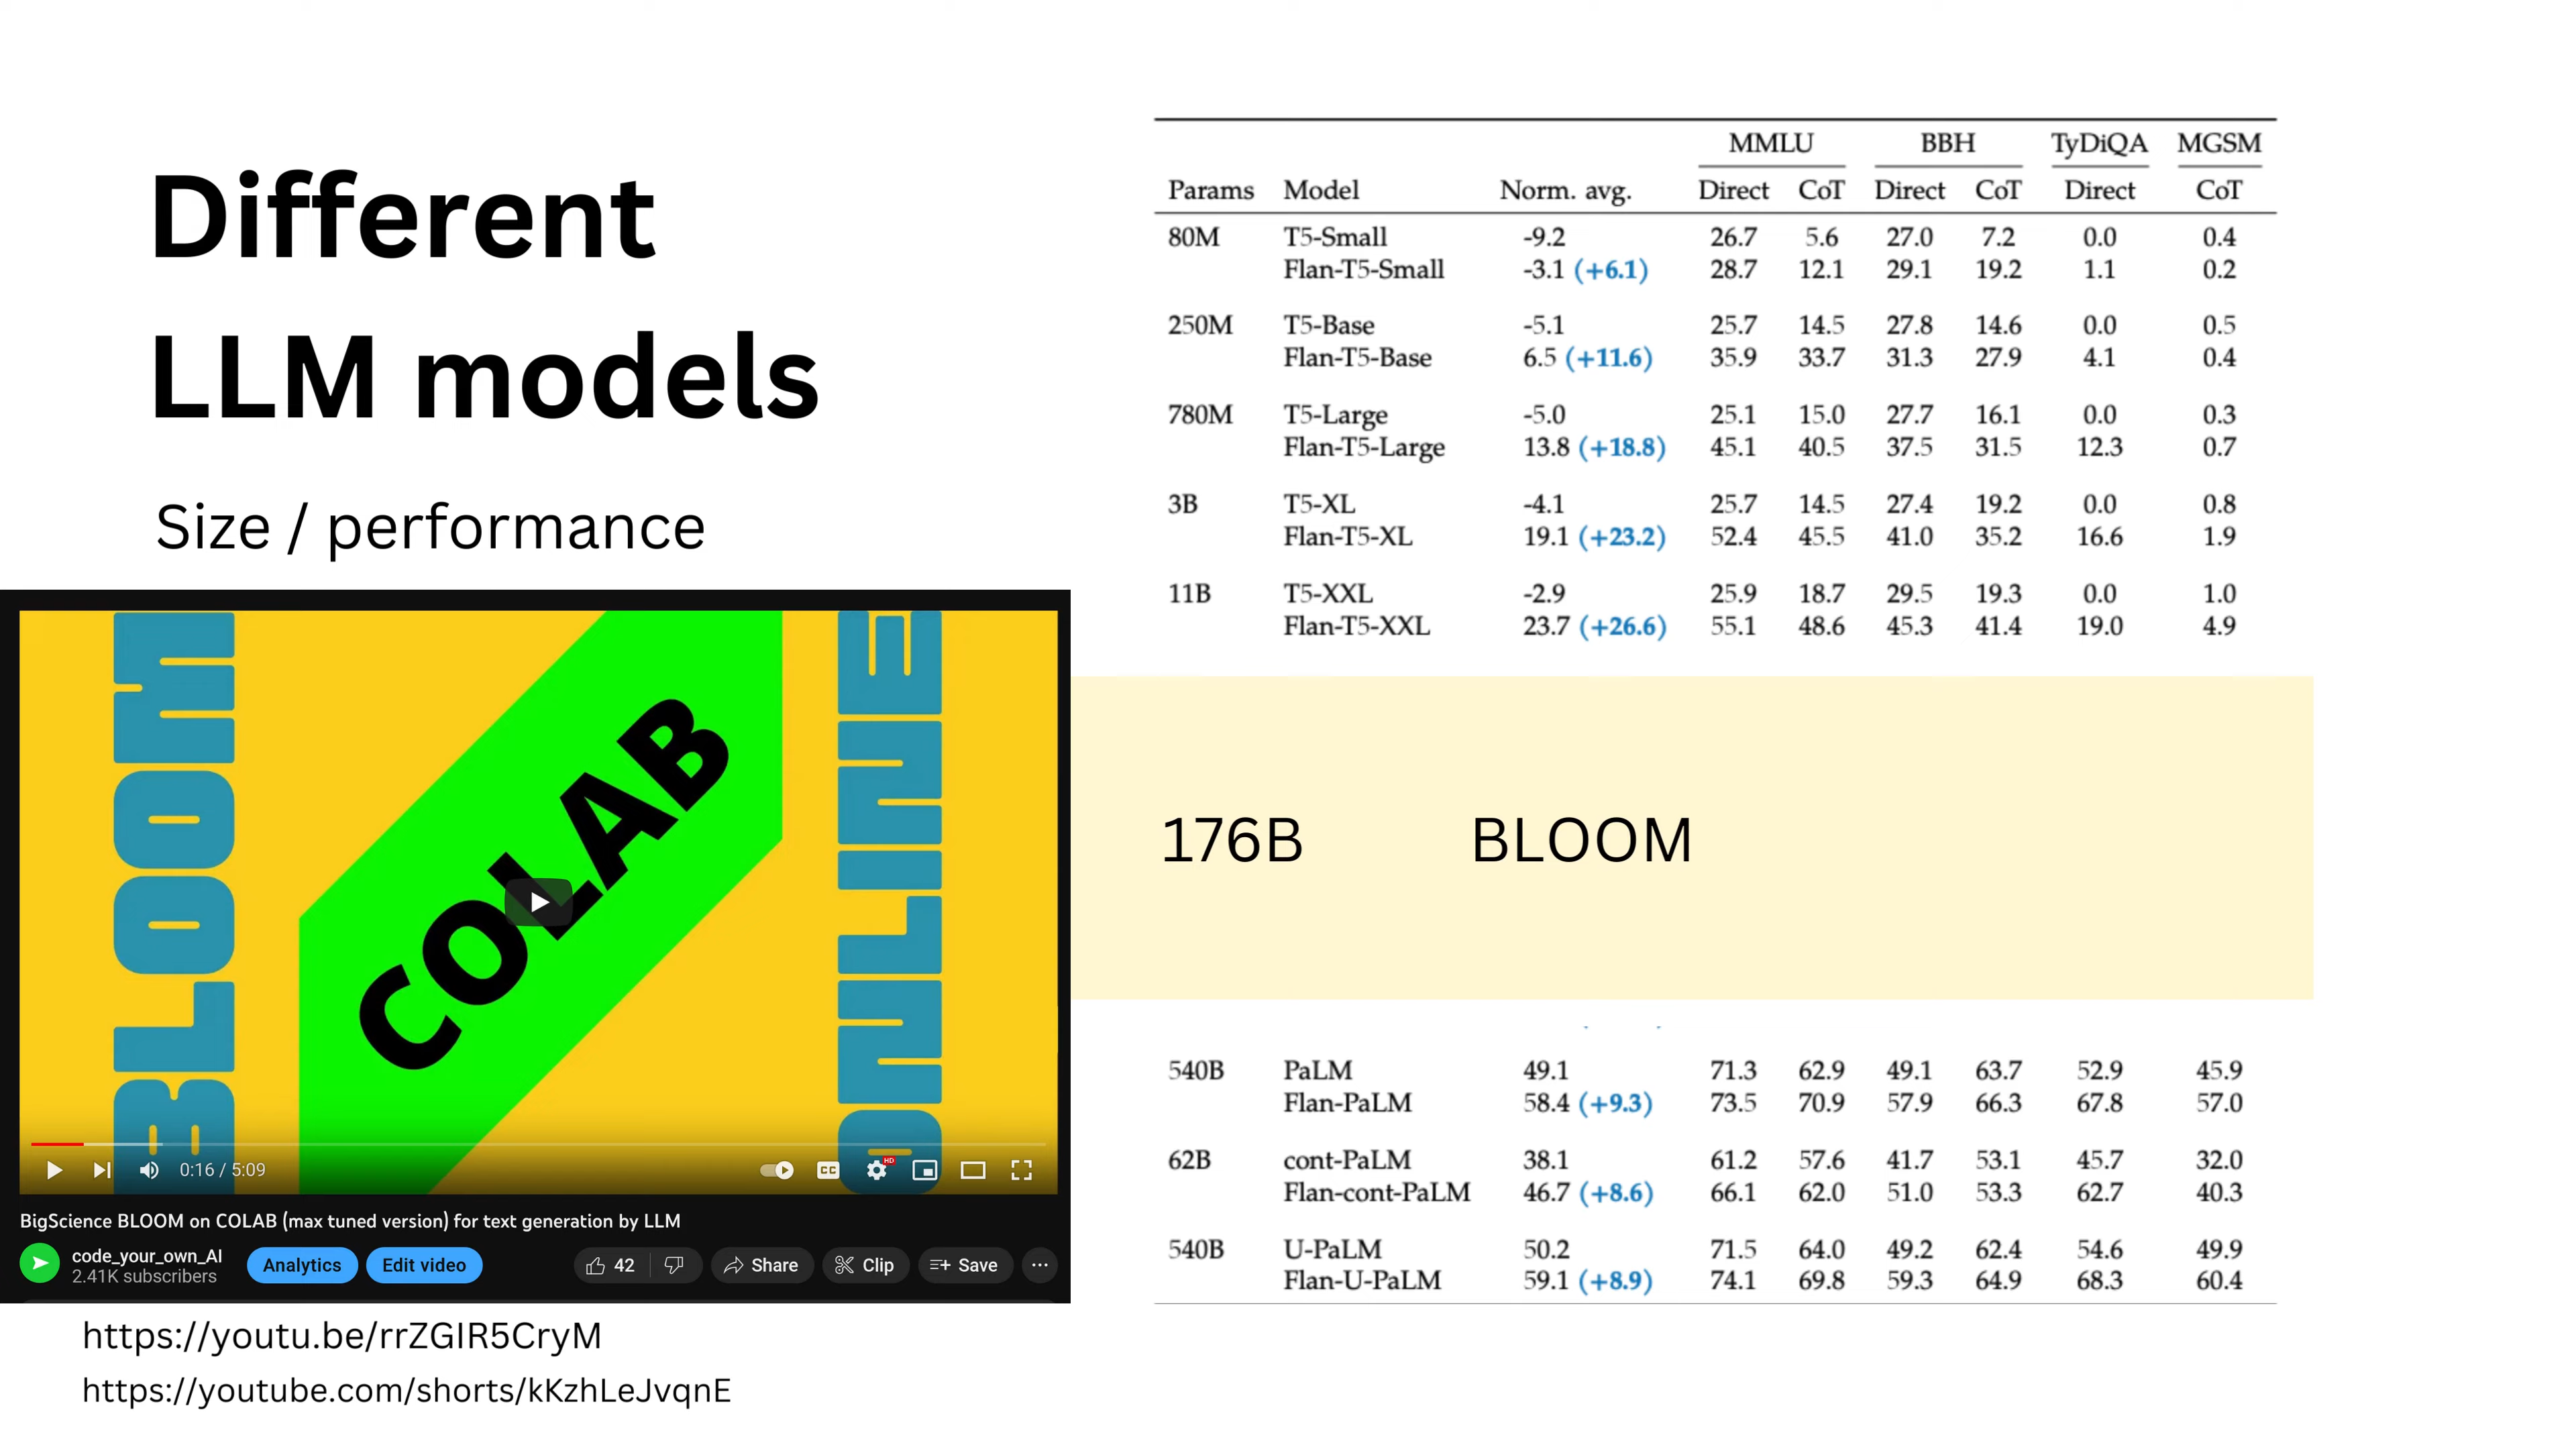 Different
LLM models
Size / performance
BLOOM
COLAB
ONLINE
0:16 / 5:09
CC
HD
BigScience BLOOM on COLAB (max tuned version) for text generation by LLM
code_your_own_AI
2.41K subscribers
Analytics
Edit video
42
Share
Clip
Save
https://youtu.be/rrZGIR5CryM
https://youtube.com/shorts/kKzhLeJvqnE
MMLU BBH TyDiQA MGSM
Params Model Norm. avg. Direct CoT Direct CoT Direct CoT
80M T5-Small -9.2 26.7 5.6 27.0 7.2 0.0 0.4
Flan-T5-Small -3.1 (+6.1) 28.7 12.1 29.1 19.2 1.1 0.2
250M T5-Base -5.1 25.7 14.5 27.8 14.6 0.0 0.5
Flan-T5-Base 6.5 (+11.6) 35.9 33.7 31.3 27.9 4.1 0.4
780M T5-Large -5.0 25.1 15.0 27.7 16.1 0.0 0.3
Flan-T5-Large 13.8 (+18.8) 45.1 40.5 37.5 31.5 12.3 0.7
3B T5-XL -4.1 25.7 14.5 27.4 19.2 0.0 0.8
Flan-T5-XL 19.1 (+23.2) 52.4 45.5 41.0 35.2 16.6 1.9
11B T5-XXL -2.9 25.9 18.7 29.5 19.3 0.0 1.0
Flan-T5-XXL 23.7 (+26.6) 55.1 48.6 45.3 41.4 19.0 4.9
176B BLOOM
540B PaLM 49.1 71.3 62.9 49.1 63.7 52.9 45.9
Flan-PaLM 58.4 (+9.3) 73.5 70.9 57.9 66.3 67.8 57.0
62B cont-PaLM 38.1 61.2 57.6 41.7 53.1 45.7 32.0
Flan-cont-PaLM 46.7 (+8.6) 66.1 62.0 51.0 53.3 62.7 40.3
540B U-PaLM 50.2 71.5 64.0 49.2 62.4 54.6 49.9
Flan-U-PaLM 59.1 (+8.9) 74.1 69.8 59.3 64.9 68.3 60.4